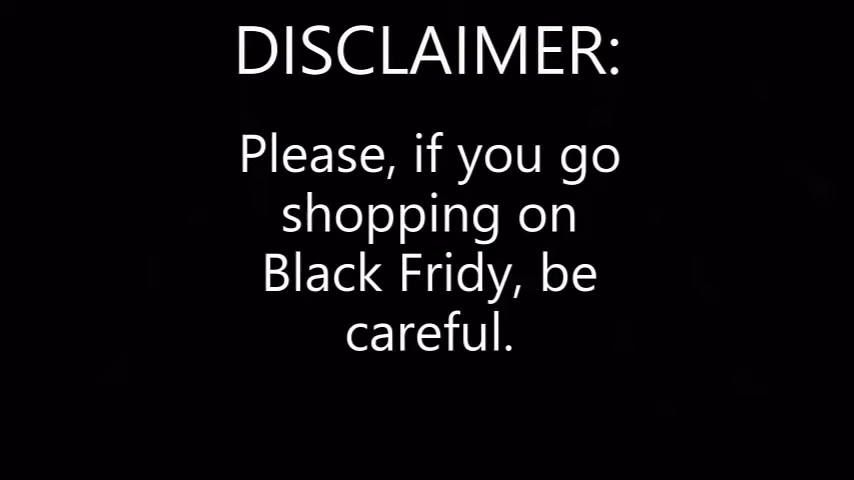 DISCLAIMER:
Please, if you go
shopping on
Black Fridy, be
careful.